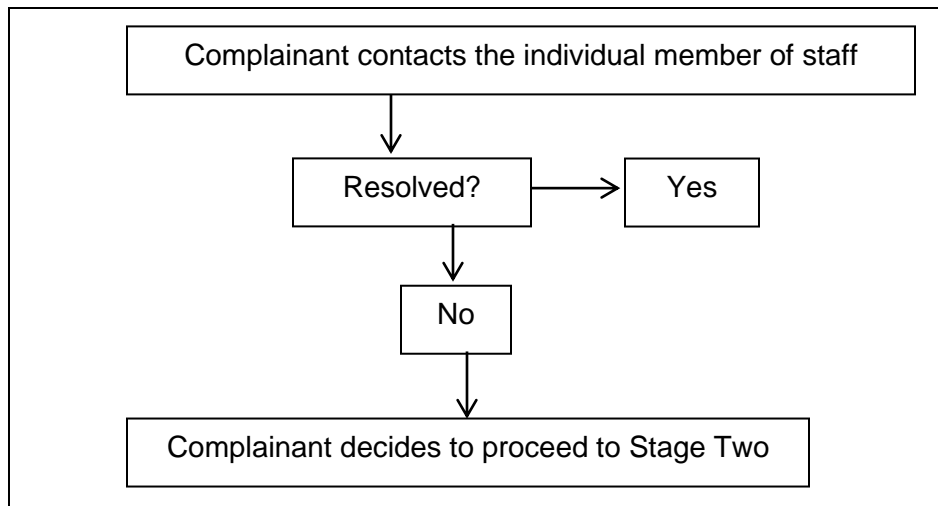 Complainant contacts the individual member of staff
Resolved?
Yes
No
Complainant decides to proceed to Stage Two